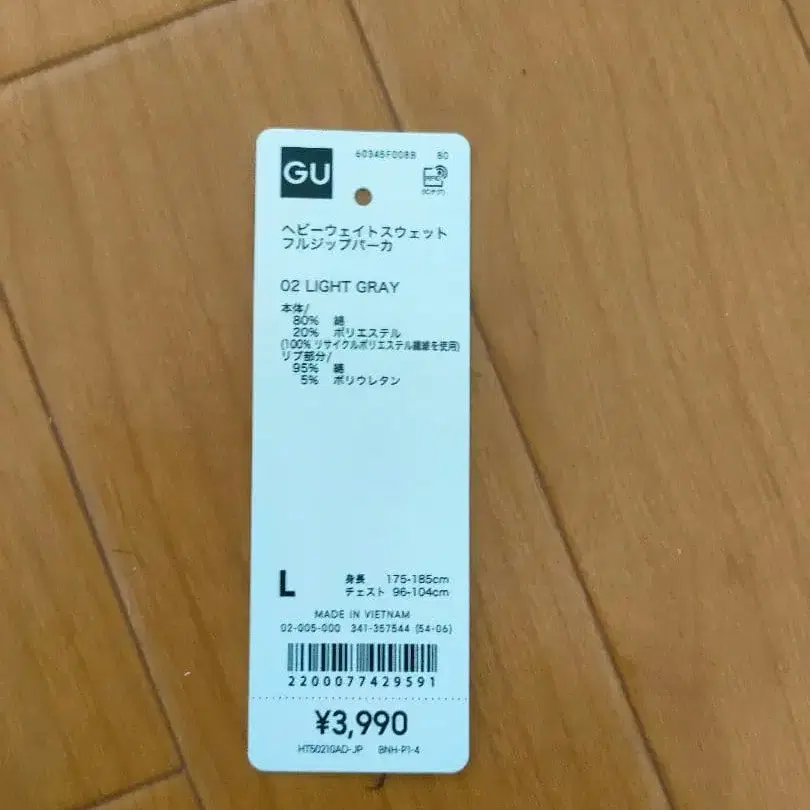 GU
60345F008B 80
ヘビーウェイトスウェット
フルジップパーカ
02 LIGHT GRAY
本体/
80% 綿
20% ポリエステル
(100% リサイクルポリエステル繊維を使用)
リブ部分/
95% 綿
5% ポリウレタン
L 身長 175-185cm
チェスト 96-104cm
MADE IN VIETNAM
02-005-000 341-357544 (54-06)
2200077429591
¥3,990
HT50210AD-JP BNH-P1-4